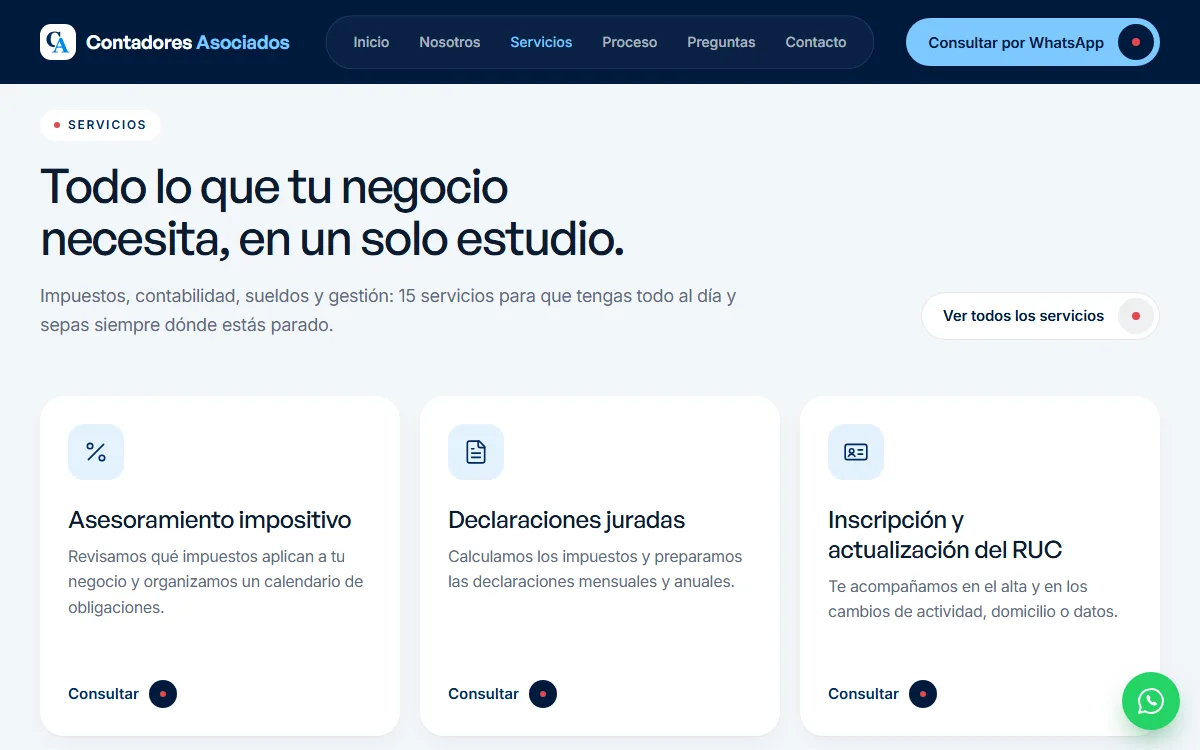 CA Contadores Asociados
Inicio
Nosotros
Servicios
Proceso
Preguntas
Contacto
Consultar por WhatsApp
SERVICIOS
Todo lo que tu negocio
necesita, en un solo estudio.
Impuestos, contabilidad, sueldos y gestión: 15 servicios para que tengas todo al día y
sepas siempre dónde estás parado.
Ver todos los servicios
Asesoramiento impositivo
Revisamos qué impuestos aplican a tu
negocio y organizamos un calendario de
obligaciones.
Consultar
Declaraciones juradas
Calculamos los impuestos y preparamos
las declaraciones mensuales y anuales.
Consultar
Inscripción y
actualización del RUC
Te acompañamos en el alta y en los
cambios de actividad, domicilio o datos.
Consultar